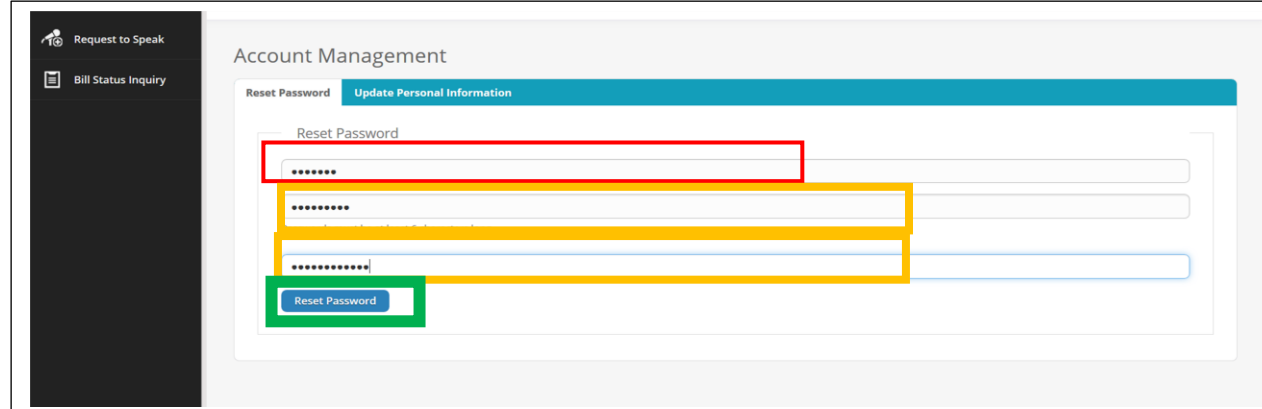 Request to Speak
Bill Status Inquiry
Account Management
Reset Password
Update Personal Information
Reset Password
•••••••
•••••••••
••••••••••••
Reset Password